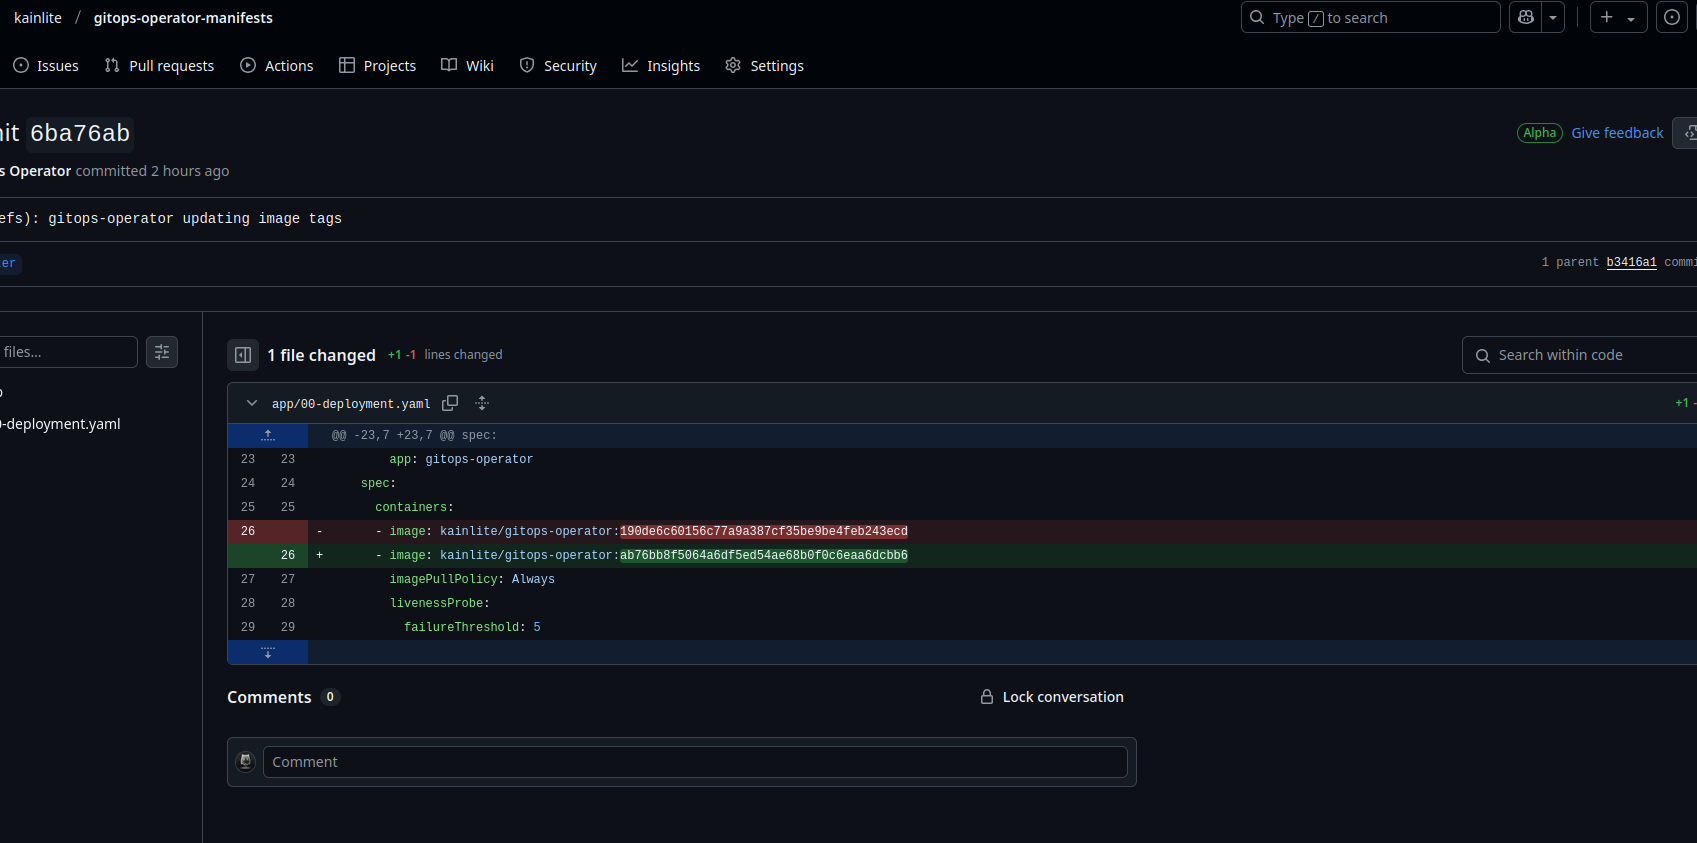 kainlite / gitops-operator-manifests
Type / to search
Issues Pull requests Actions Projects Wiki Security Insights Settings
6ba76ab
Alpha Give feedback
Operator committed 2 hours ago
gitops-operator updating image tags
1 parent b3416a1
files...
1 file changed +1 -1 lines changed
Search within code
app/00-deployment.yaml
+1
-deployment.yaml
@@ -23,7 +23,7 @@ spec:
23 23 app: gitops-operator
24 24 spec:
25 25 containers:
26 - - image: kainlite/gitops-operator:190de6c60156c77a9a387cf35be9be4feb243ecd
26 + - image: kainlite/gitops-operator:ab76bb8f5064a6df5ed54ae68b0f0c6eaa6dcbb6
27 27 imagePullPolicy: Always
28 28 livenessProbe:
29 29 failureThreshold: 5
Comments 0
Lock conversation
Comment